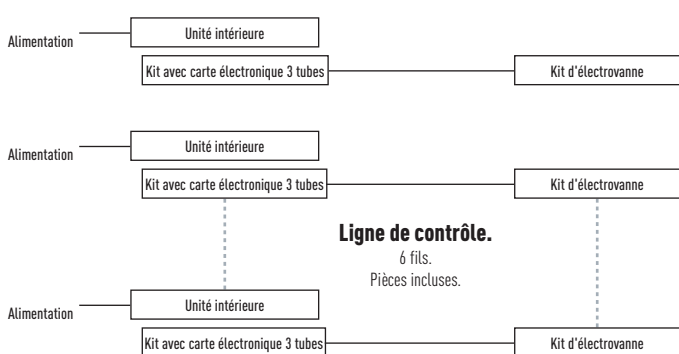 Unité intérieure
Alimentation
Kit avec carte électronique 3 tubes
Kit d'électrovanne
Unité intérieure
Alimentation
Kit avec carte électronique 3 tubes
Kit d'électrovanne
Ligne de contrôle.
6 fils.
Pièces incluses.
Unité intérieure
Alimentation
Kit avec carte électronique 3 tubes
Kit d'électrovanne